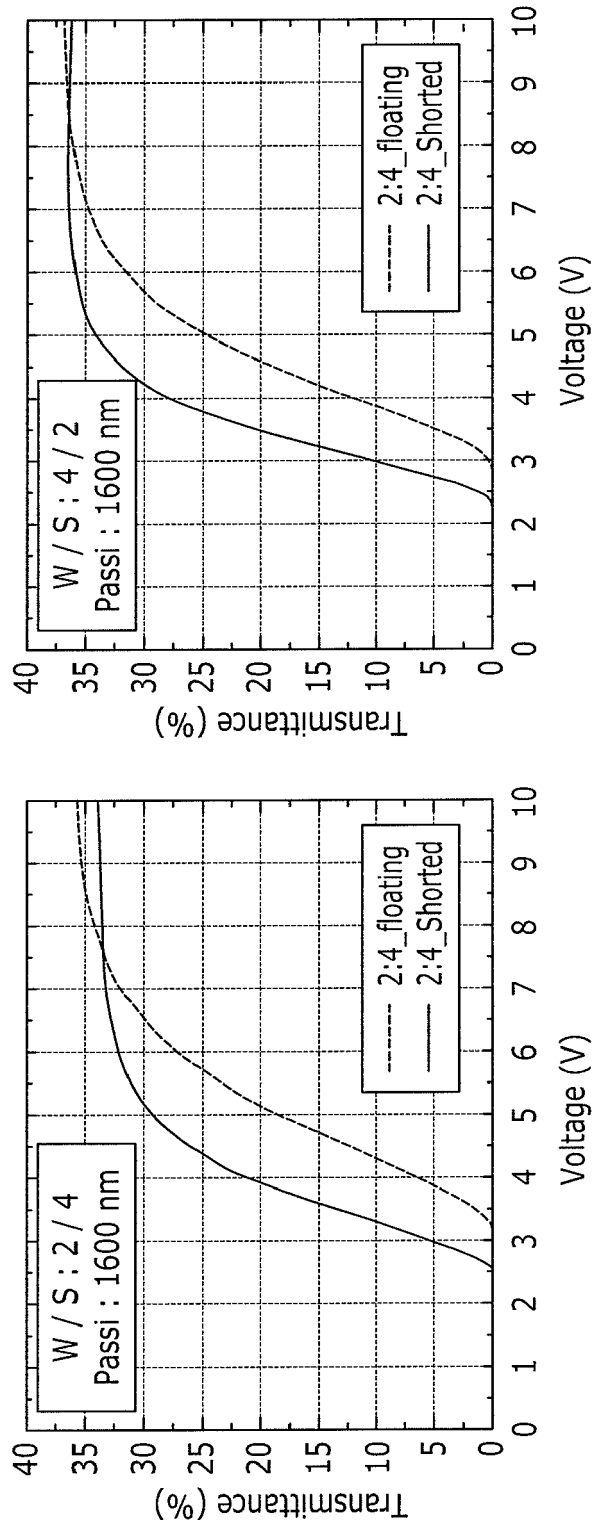 W / S : 2 / 4
Passi : 1600 nm
Transmittance (%)
40
35
30
25
20
15
10
5
0
0 1 2 3 4 5 6 7 8 9 10
Voltage (V)
2:4_floating
2:4_Shorted
W / S : 4 / 2
Passi : 1600 nm
Transmittance (%)
40
35
30
25
20
15
10
5
0
0 1 2 3 4 5 6 7 8 9 10
Voltage (V)
2:4_floating
2:4_Shorted